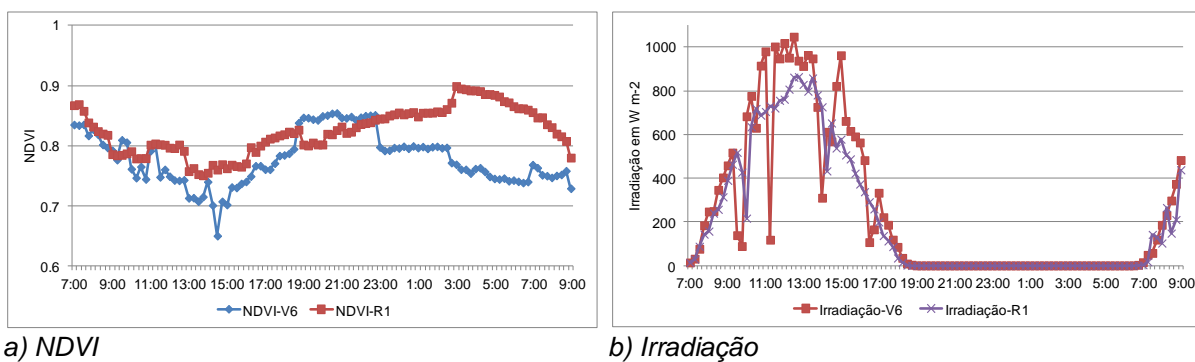 1
0.9
0.8
0.7
0.6
NDVI
7:00 9:00 11:00 13:00 15:00 17:00 19:00 21:00 23:00 1:00 3:00 5:00 7:00 9:00
NDVI-V6 NDVI-R1
a) NDVI
1000
800
600
400
200
0
Irradiação em W m-2
7:00 9:00 11:00 13:00 15:00 17:00 19:00 21:00 23:00 1:00 3:00 5:00 7:00 9:00
Irradiação-V6 Irradiação-R1
b) Irradiação